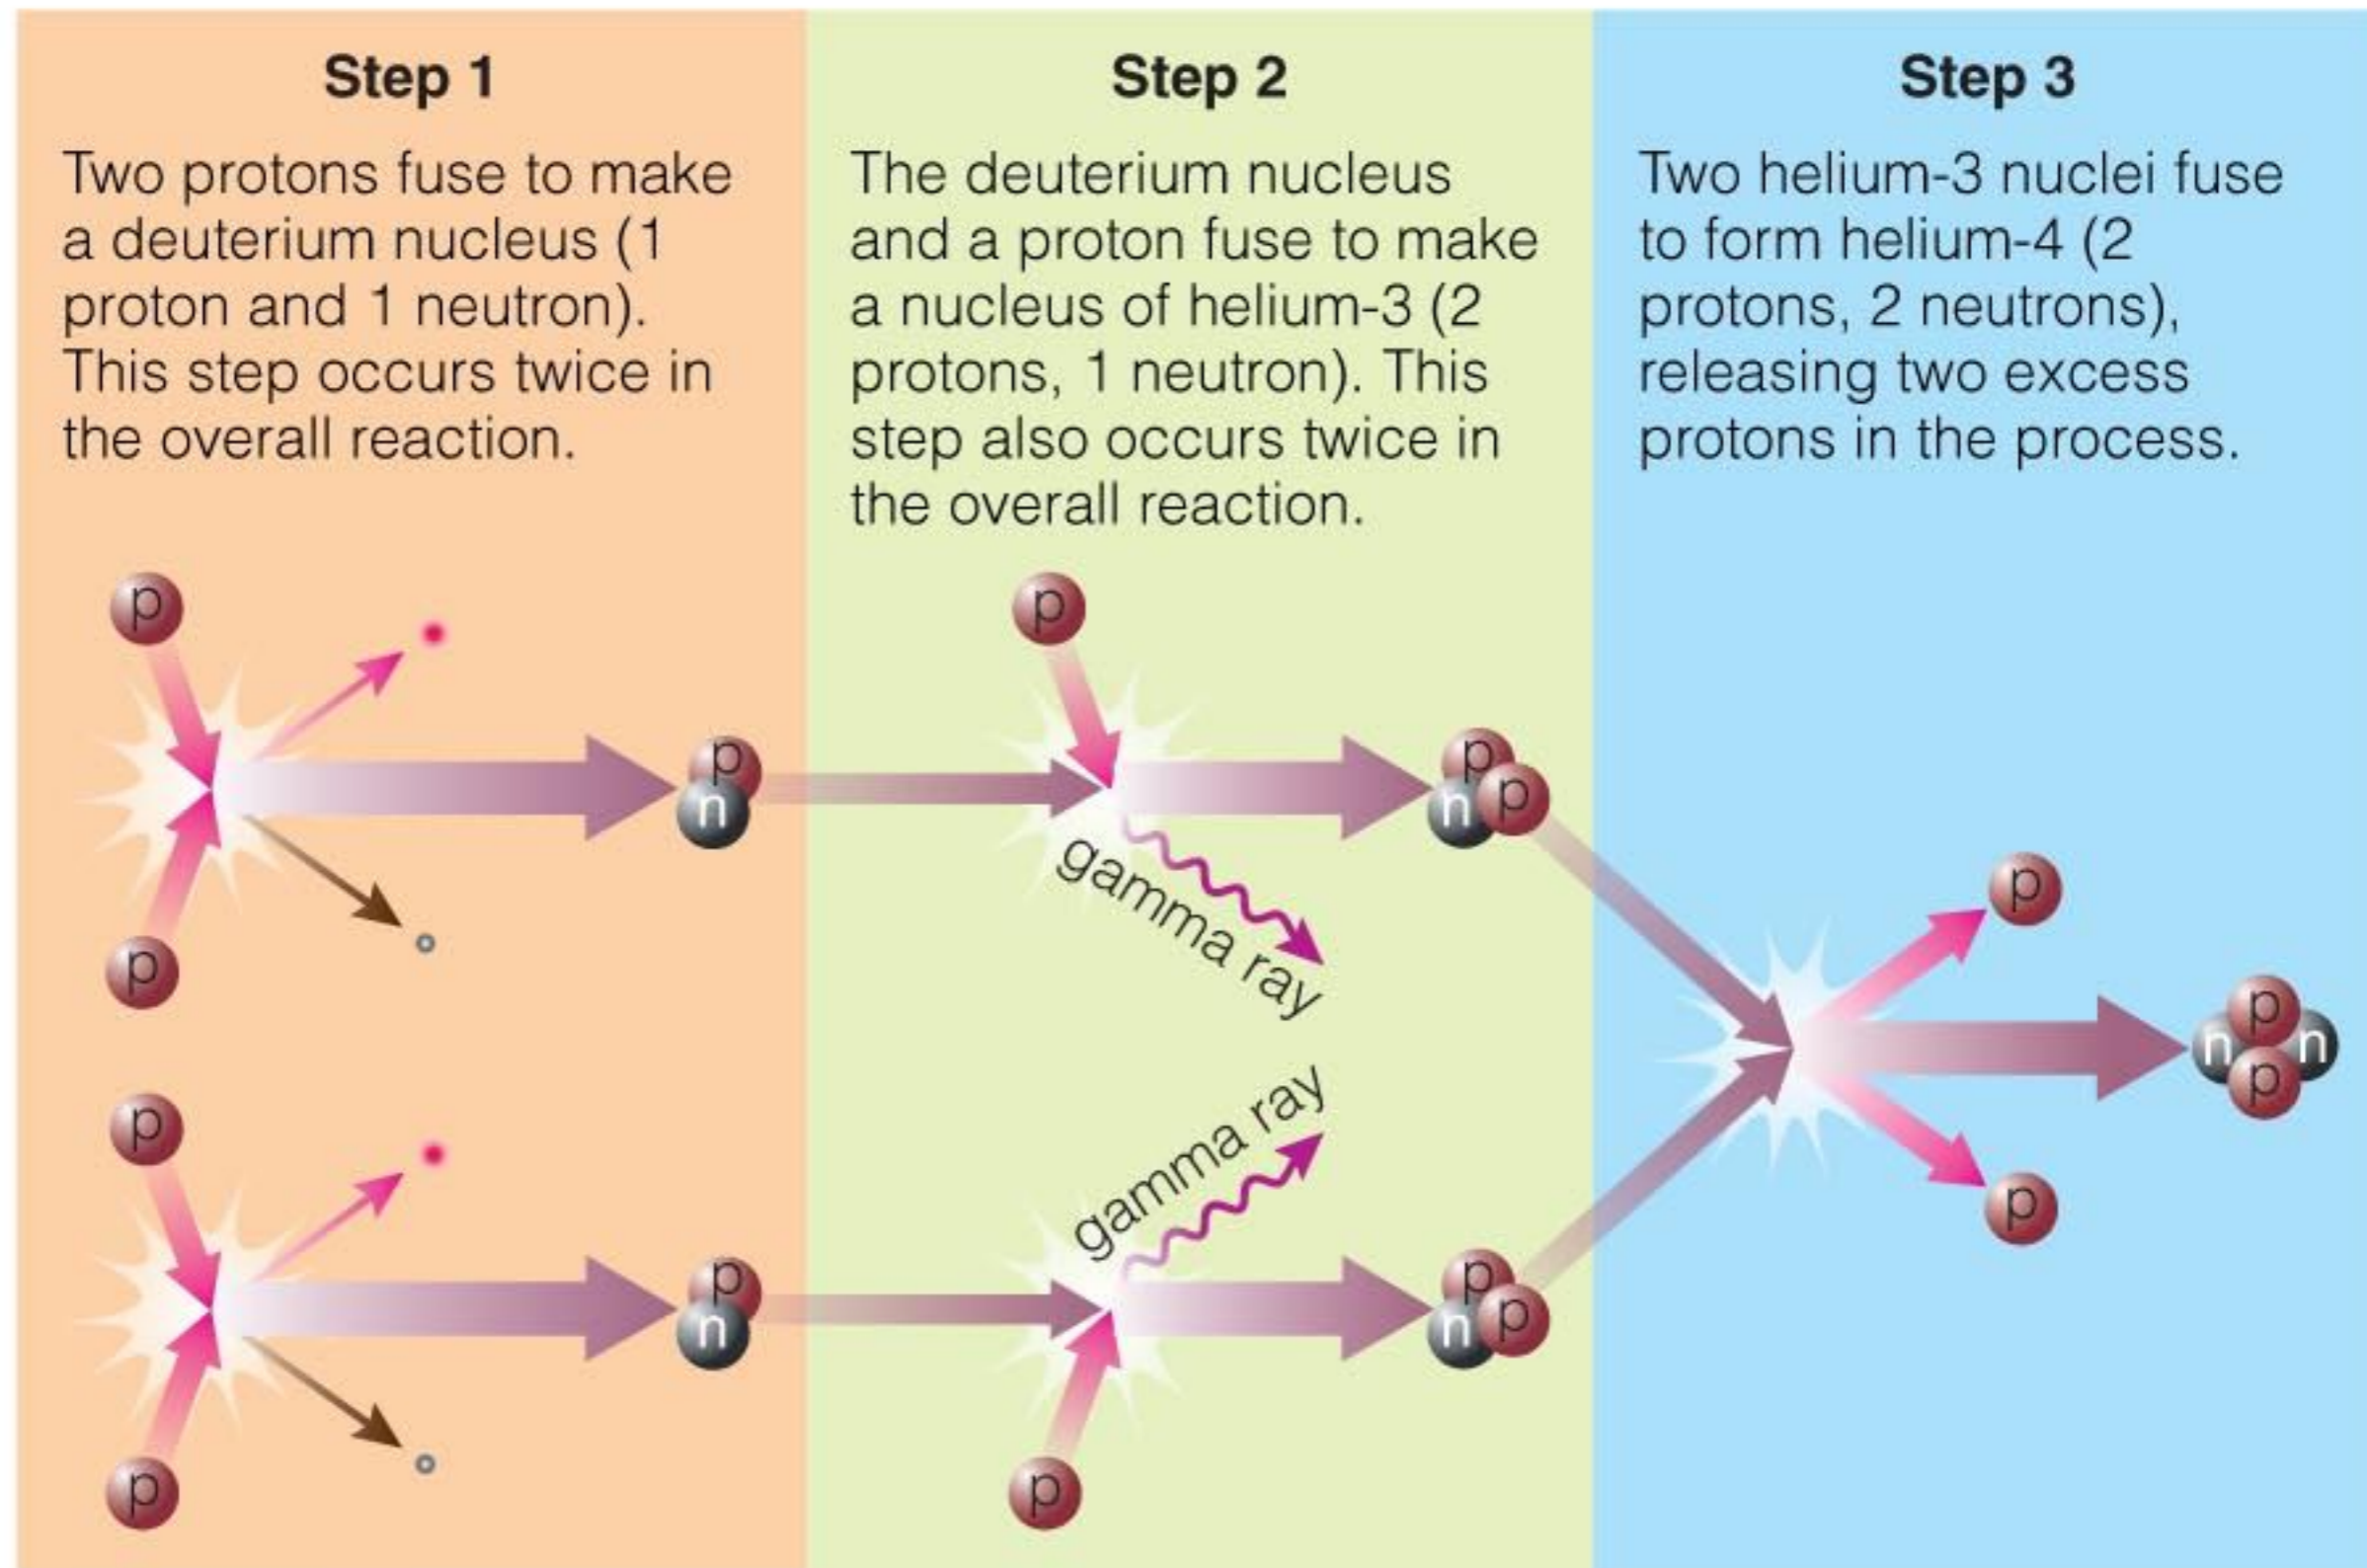 Step 1
Two protons fuse to make
a deuterium nucleus (1
proton and 1 neutron).
This step occurs twice in
the overall reaction.
Step 2
The deuterium nucleus
and a proton fuse to make
a nucleus of helium-3 (2
protons, 1 neutron). This
step also occurs twice in
the overall reaction.
Step 3
Two helium-3 nuclei fuse
to form helium-4 (2
protons, 2 neutrons),
releasing two excess
protons in the process.
p
p
p
n
p
p
n
p
gamma ray
p
p
p
n
p
p
n
p
gamma ray
p
p
p
p
n
n
p